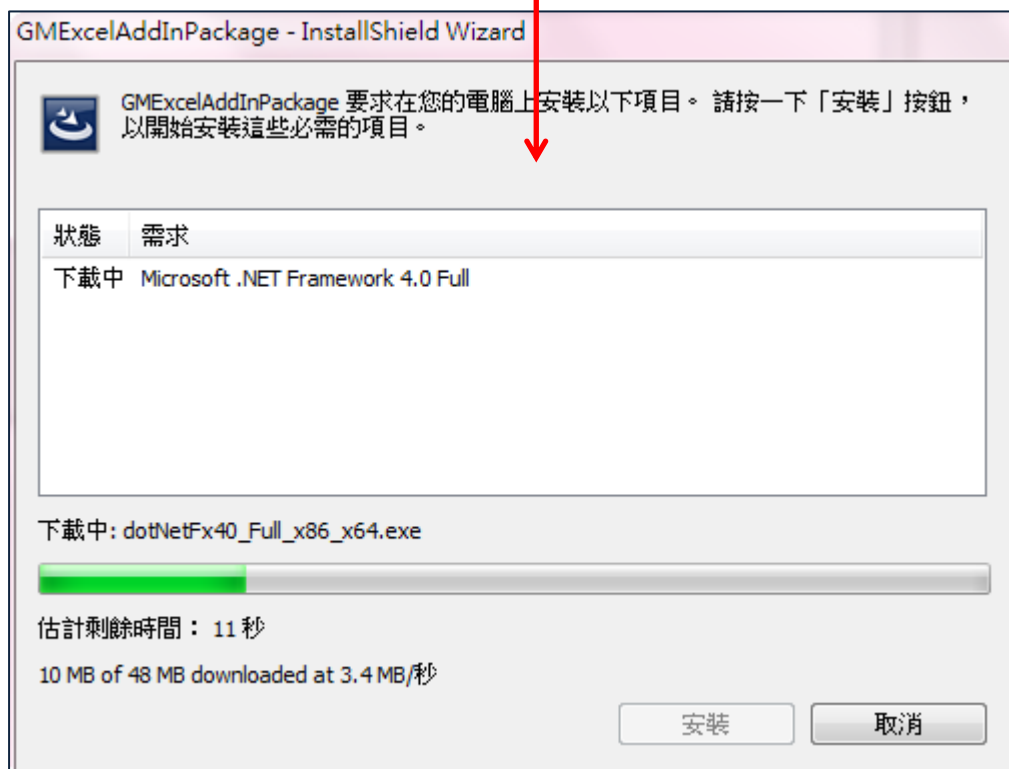 GMExcelAddInPackage - InstallShield Wizard
GMExcelAddInPackage 要求在您的電腦上安裝以下項目。 請按一下「安裝」按鈕，
以開始安裝這些必需的項目。
狀態 需求
下載中 Microsoft .NET Framework 4.0 Full
下載中: dotNetFx40_Full_x86_x64.exe
估計剩餘時間： 11 秒
10 MB of 48 MB downloaded at 3.4 MB/秒
安裝 取消